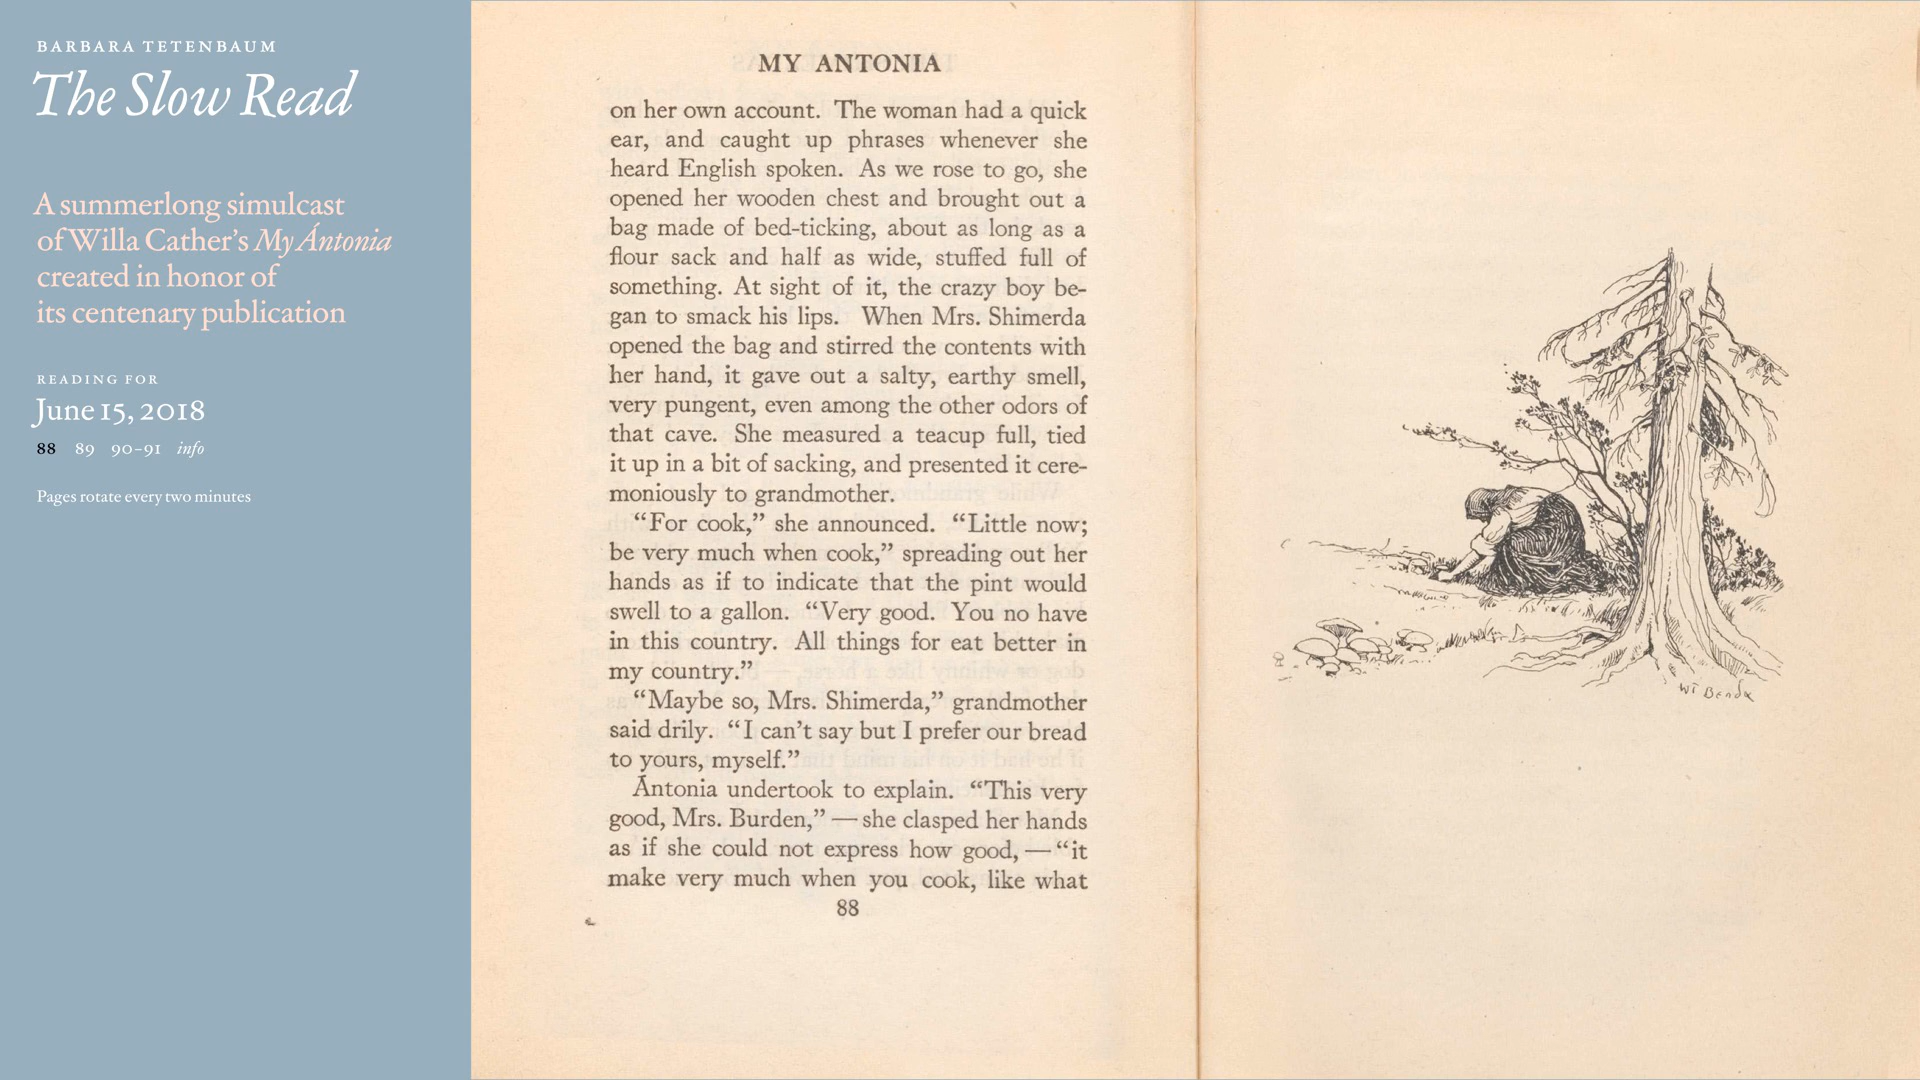 BARBARA TETENBAUM
The Slow Read
A summerlong simulcast
of Willa Cather's My Ántonia
created in honor of
its centenary publication
READING FOR
June 15, 2018
88 89 90–91 info
Pages rotate every two minutes
MY ANTONIA
on her own account. The woman had a quick
ear, and caught up phrases whenever she
heard English spoken. As we rose to go, she
opened her wooden chest and brought out a
bag made of bed-ticking, about as long as a
flour sack and half as wide, stuffed full of
something. At sight of it, the crazy boy be-
gan to smack his lips. When Mrs. Shimerda
opened the bag and stirred the contents with
her hand, it gave out a salty, earthy smell,
very pungent, even among the other odors of
that cave. She measured a teacup full, tied
it up in a bit of sacking, and presented it cere-
moniously to grandmother.
“For cook,” she announced. “Little now;
be very much when cook,” spreading out her
hands as if to indicate that the pint would
swell to a gallon. “Very good. You no have
in this country. All things for eat better in
my country.”
“Maybe so, Mrs. Shimerda,” grandmother
said drily. “I can't say but I prefer our bread
to yours, myself.”
Ántonia undertook to explain. “This very
good, Mrs. Burden,” — she clasped her hands
as if she could not express how good, — “it
make very much when you cook, like what
88
WT Benda